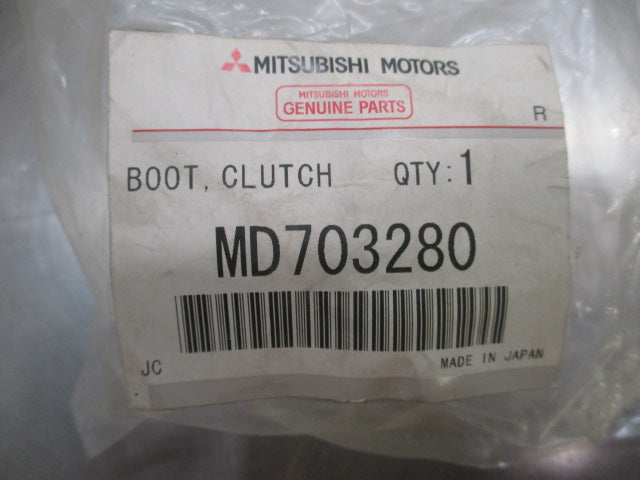 MITSUBISHI MOTORS
MITSUBISHI MOTORS
GENUINE PARTS
R
BOOT, CLUTCH QTY: 1
MD703280
JC MADE IN JAPAN